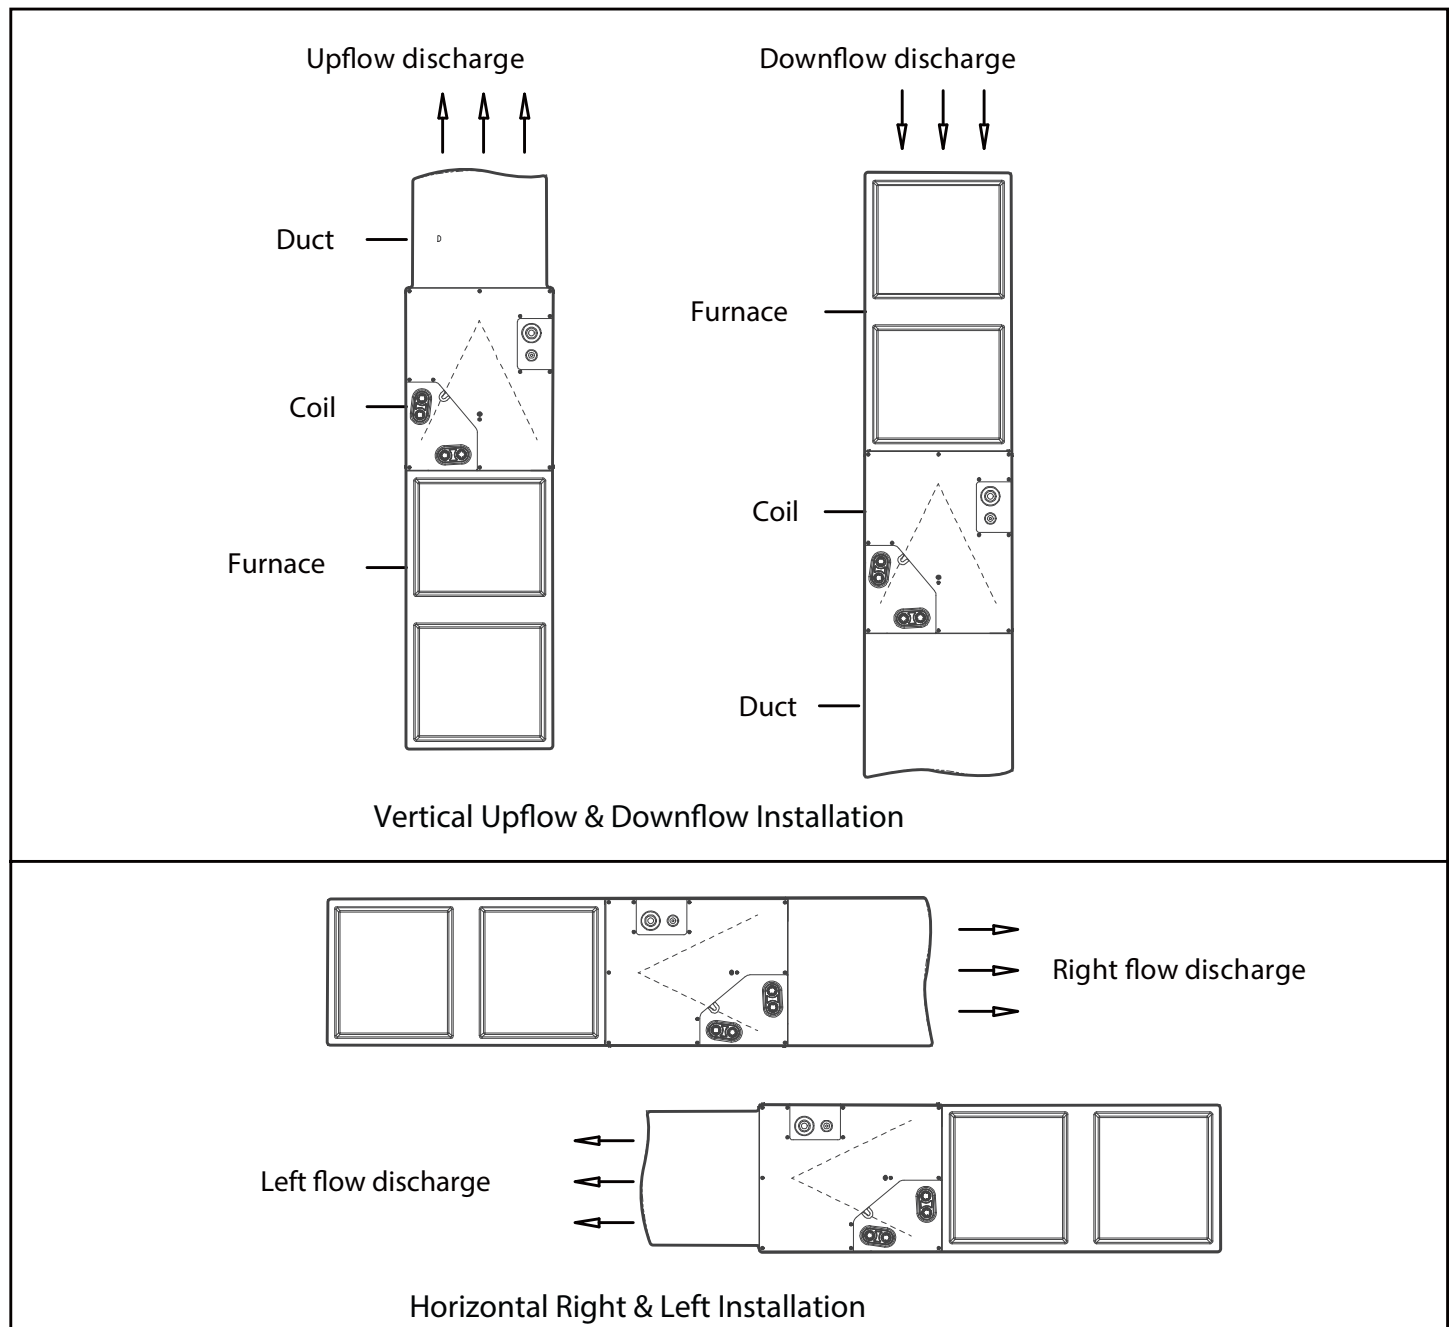 Upflow discharge
Downflow discharge
Duct
D
Furnace
Coil
Coil
Furnace
Duct
Vertical Upflow & Downflow Installation
Right flow discharge
Left flow discharge
Horizontal Right & Left Installation